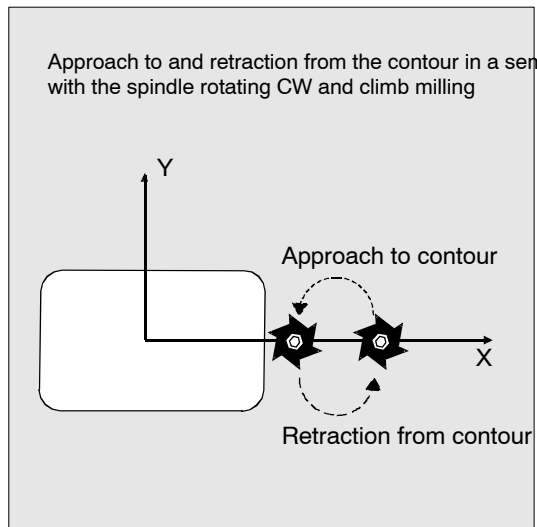 Approach to and retraction from the contour in a
with the spindle rotating CW and climb milling
Y
Approach to contour
X
Retraction from contour